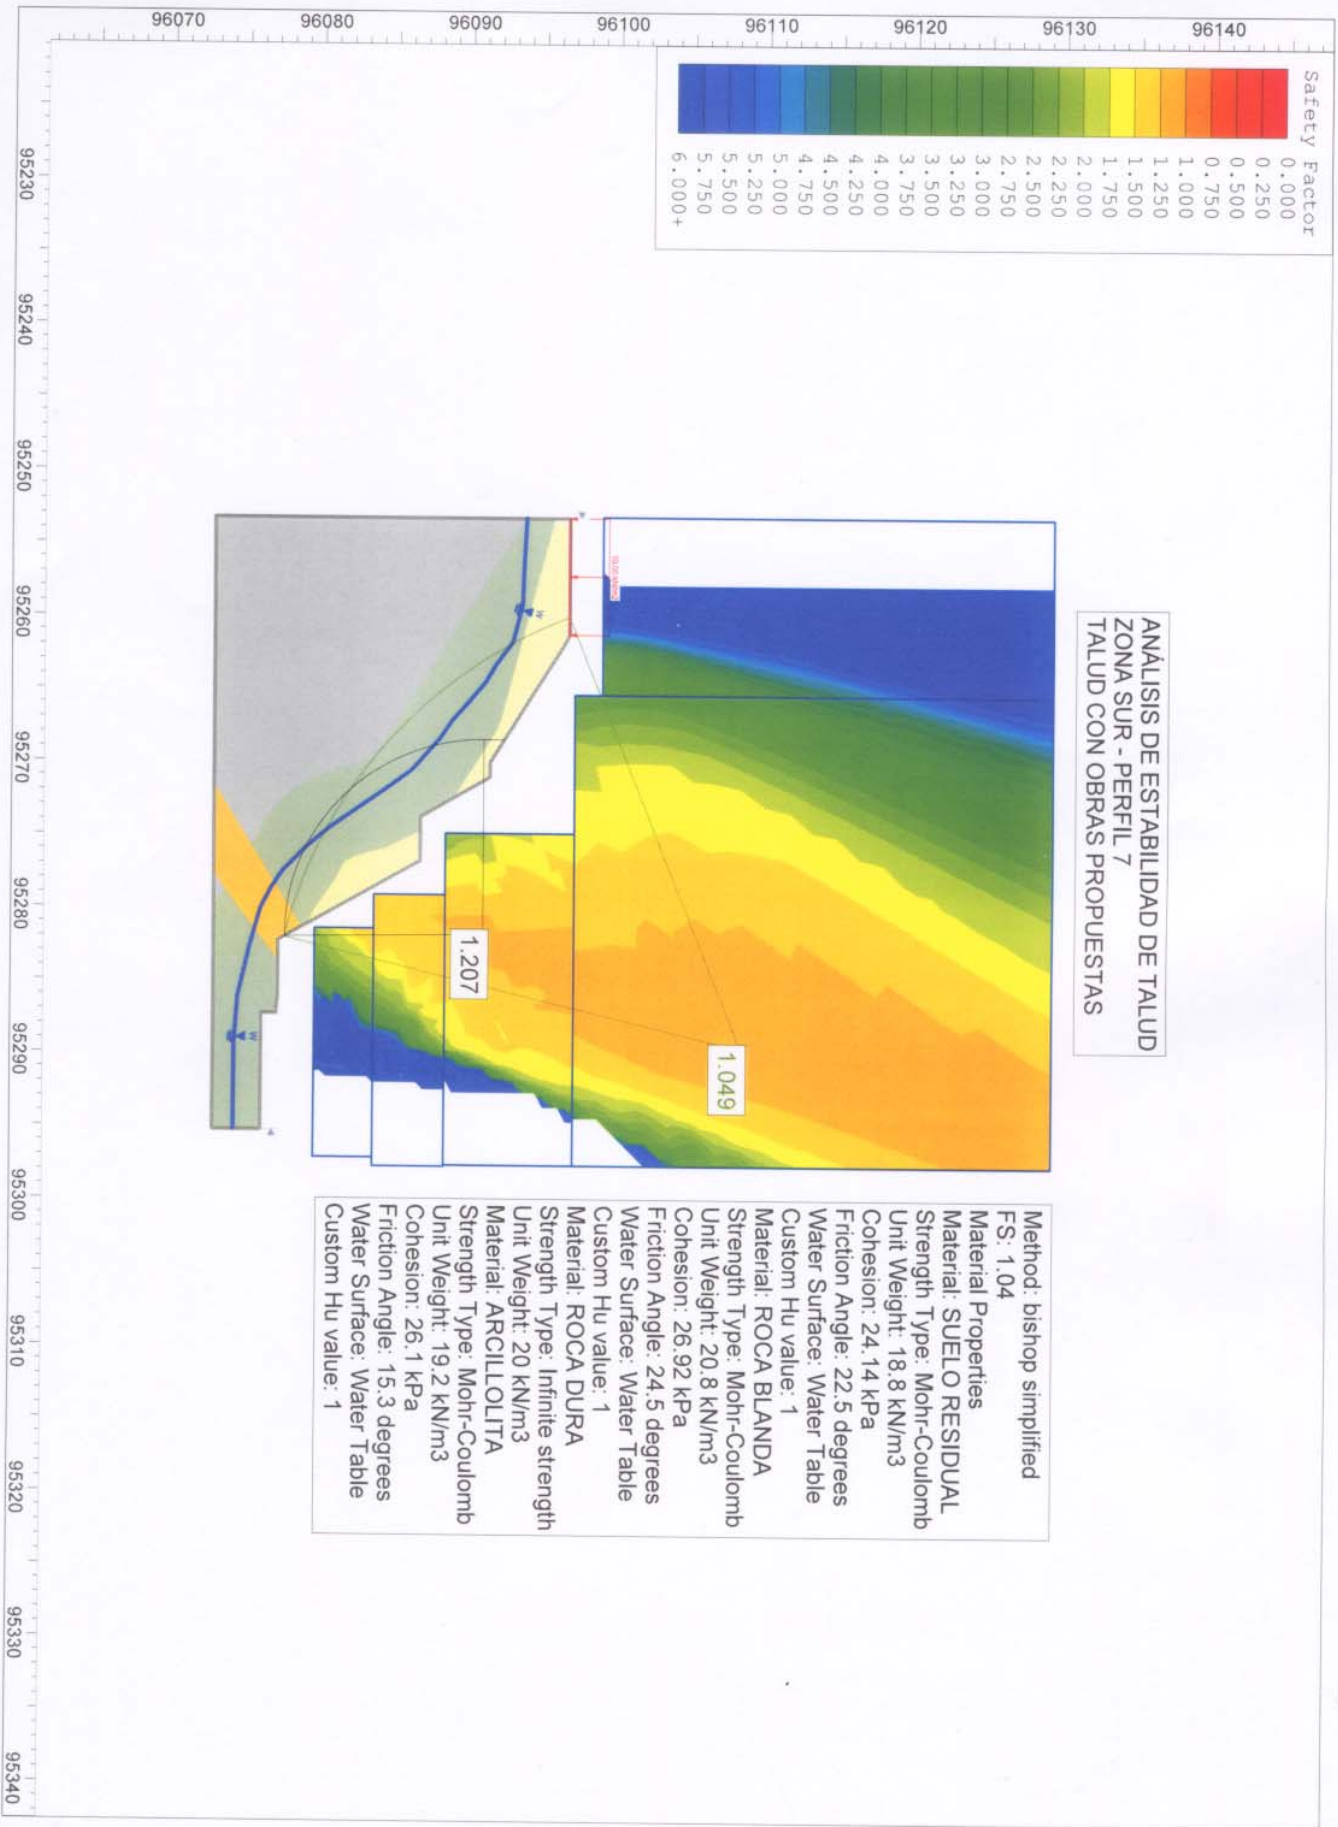 Safety Factor
0.000
0.250
0.500
0.750
1.000
1.250
1.500
1.750
2.000
2.250
2.500
2.750
3.000
3.250
3.500
3.750
4.000
4.250
4.500
4.750
5.000
5.250
5.500
5.750
6.000+
ANÁLISIS DE ESTABILIDAD DE TALUD
ZONA SUR - PERFIL 7
TALUD CON OBRAS PROPUESTAS
1.049
1.207
W
W
Method: bishop simplified
FS: 1.04
Material Properties
Material: SUELO RESIDUAL
Strength Type: Mohr-Coulomb
Unit Weight: 18.8 kN/m3
Cohesion: 24.14 kPa
Friction Angle: 22.5 degrees
Water Surface: Water Table
Custom Hu value: 1
Material: ROCA BLANDA
Strength Type: Mohr-Coulomb
Unit Weight: 20.8 kN/m3
Cohesion: 26.92 kPa
Friction Angle: 24.5 degrees
Water Surface: Water Table
Custom Hu value: 1
Material: ROCA DURA
Strength Type: Infinite strength
Unit Weight: 20 kN/m3
Material: ARCILLOLITA
Strength Type: Mohr-Coulomb
Unit Weight: 19.2 kN/m3
Cohesion: 26.1 kPa
Friction Angle: 15.3 degrees
Water Surface: Water Table
Custom Hu value: 1
96140
96130
96120
96110
96100
96090
96080
96070
95230
95240
95250
95260
95270
95280
95290
95300
95310
95320
95330
95340